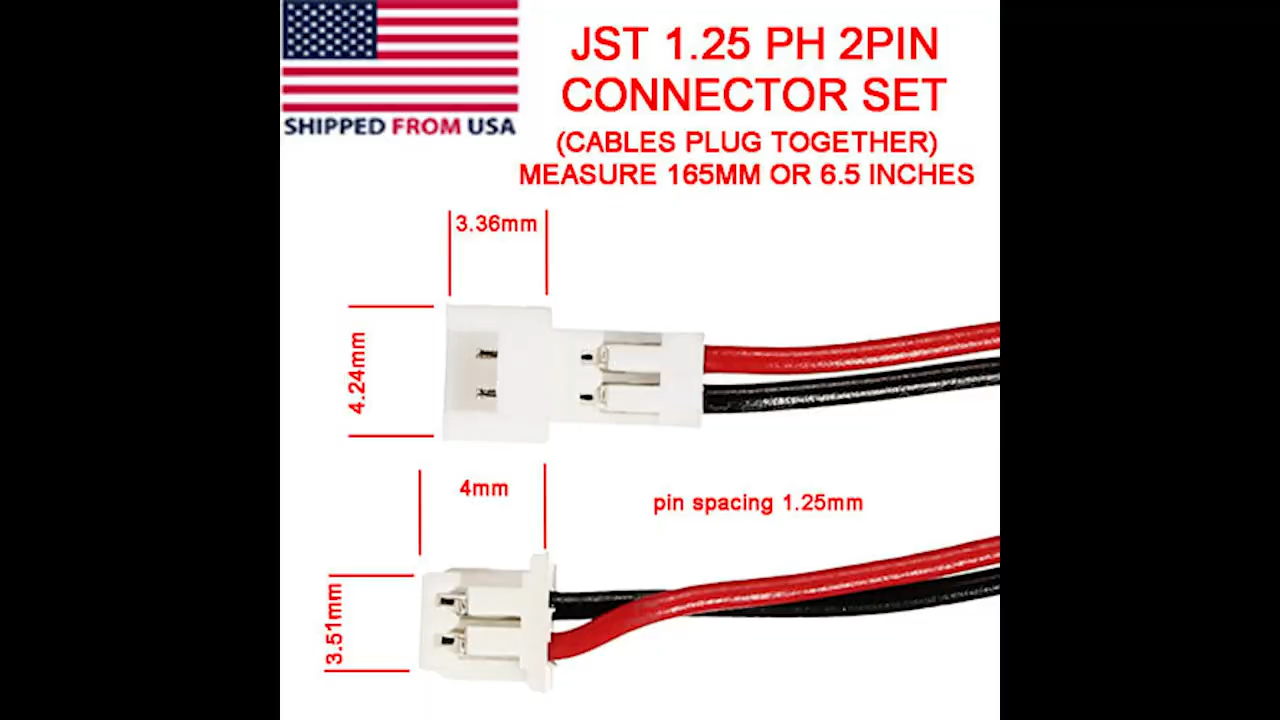 SHIPPED FROM USA
JST 1.25 PH 2PIN
CONNECTOR SET
(CABLES PLUG TOGETHER)
MEASURE 165MM OR 6.5 INCHES
3.36mm
4.24mm
4mm
pin spacing 1.25mm
3.51mm